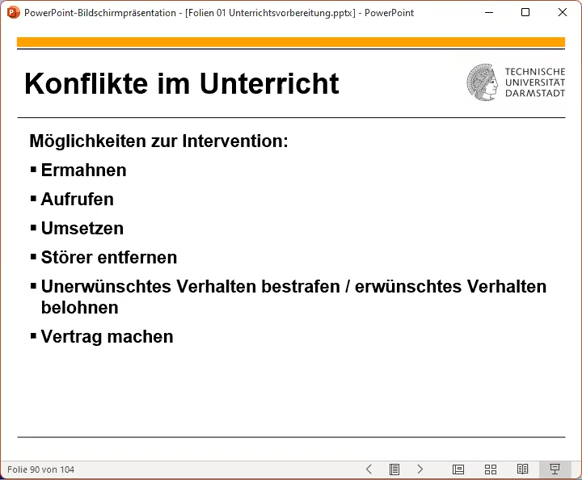 PowerPoint-Bildschirmpräsentation - [Folien 01 Unterrichtsvorbereitung.pptx] - PowerPoint
Konflikte im Unterricht
TECHNISCHE
UNIVERSITÄT
DARMSTADT
Möglichkeiten zur Intervention:
▪ Ermahnen
▪ Aufrufen
▪ Umsetzen
▪ Störer entfernen
▪ Unerwünschtes Verhalten bestrafen / erwünschtes Verhalten
belohnen
▪ Vertrag machen
Folie 90 von 104